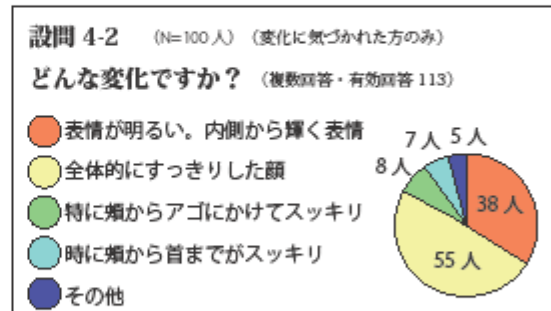 設問 4-2 (N=100 人)(変化に気づかれた方のみ)
どんな変化ですか?(複数回答・有効回答 113)
表情が明るい。内側から輝く表情
全体的にすっきりした顔
特に頬からアゴにかけてスッキリ
時に頬から首までがスッキリ
その他
7人 5人
8人
38人
55人